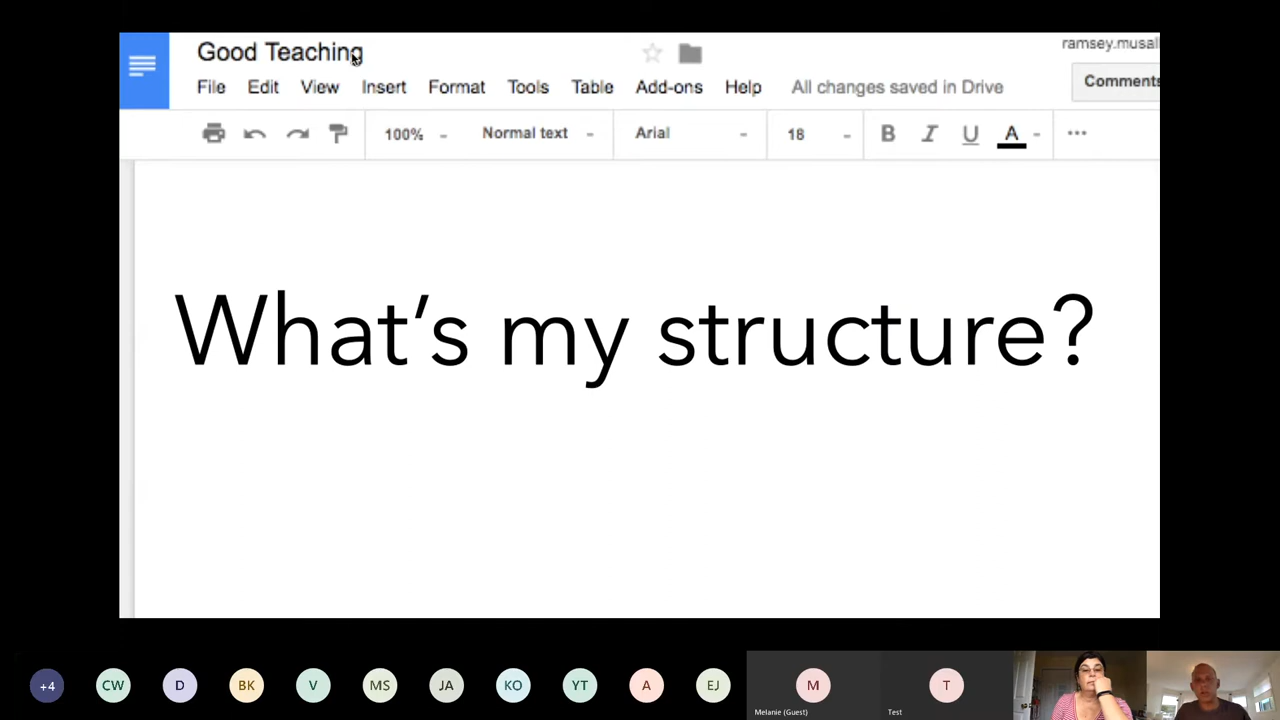 Good Teaching
ramsey.musall
File Edit View Insert Format Tools Table Add-ons Help All changes saved in Drive
Comments
100% Normal text Arial 18 B I U A
What’s my structure?
+4 CW D BK V MS JA KO YT A EJ M T
Melanie (Guest) Test